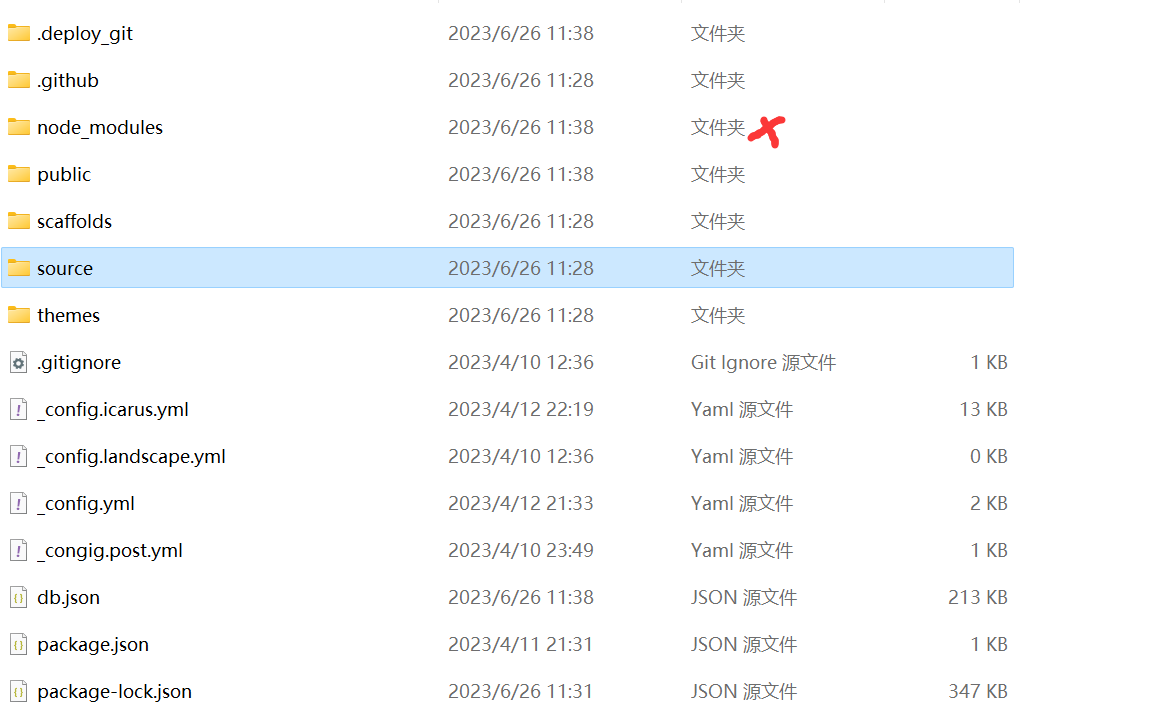 .deploy_git 2023/6/26 11:38 文件夹
.github 2023/6/26 11:28 文件夹
node_modules 2023/6/26 11:38 文件夹
public 2023/6/26 11:38 文件夹
scaffolds 2023/6/26 11:28 文件夹
source 2023/6/26 11:28 文件夹
themes 2023/6/26 11:28 文件夹
.gitignore 2023/4/10 12:36 Git Ignore 源文件 1 KB
_config.icarus.yml 2023/4/12 22:19 Yaml 源文件 13 KB
_config.landscape.yml 2023/4/10 12:36 Yaml 源文件 0 KB
_config.yml 2023/4/12 21:33 Yaml 源文件 2 KB
_congig.post.yml 2023/4/10 23:49 Yaml 源文件 1 KB
db.json 2023/6/26 11:38 JSON 源文件 213 KB
package.json 2023/4/11 21:31 JSON 源文件 1 KB
package-lock.json 2023/6/26 11:31 JSON 源文件 347 KB